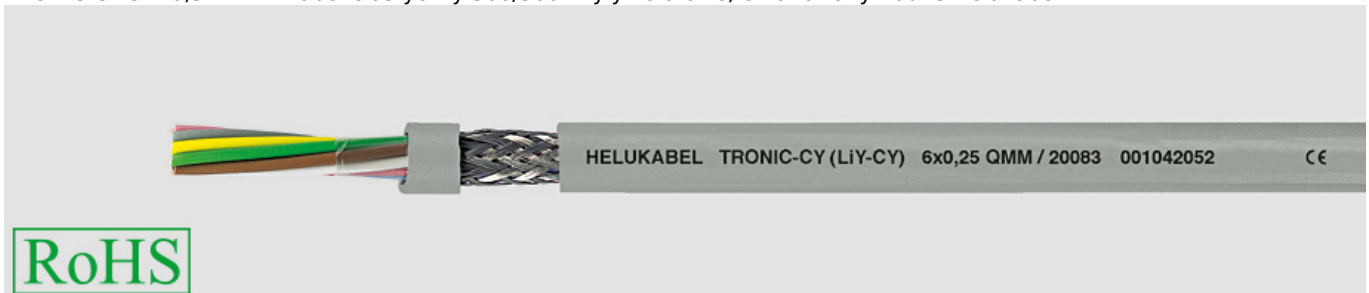 HELUKABEL TRONIC-CY (LiY-CY) 6x0,25 QMM / 20083 001042052 CE
RoHS